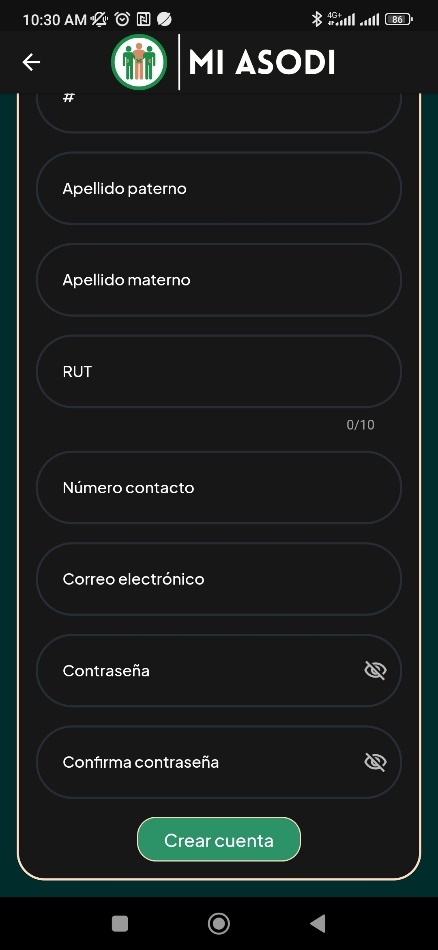 10:30 AM
4G+
86
MI ASODI
#
Apellido paterno
Apellido materno
RUT
0/10
Número contacto
Correo electrónico
Contraseña
Confirma contraseña
Crear cuenta